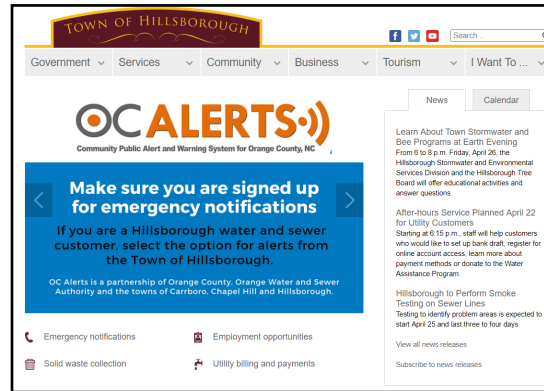 TOWN OF HILLSBOROUGH
Search ...
Government Services Community Business Tourism I Want To ...
OC ALERTS
Community Public Alert and Warning System for Orange County, NC
Make sure you are signed up
for emergency notifications
If you are a Hillsborough water and sewer
customer, select the option for alerts from
the Town of Hillsborough.
OC Alerts is a partnership of Orange County, Orange Water and Sewer
Authority and the towns of Carrboro, Chapel Hill and Hillsborough.
Emergency notifications
Employment opportunities
Solid waste collection
Utility billing and payments
News Calendar
Learn About Town Stormwater and
Bee Programs at Earth Evening
From 6 to 8 p.m. Friday, April 26, the
Hillsborough Stormwater and Environmental
Services Division and the Hillsborough Tree
Board will offer educational activities and
answer questions.
After-hours Service Planned April 22
for Utility Customers
Starting at 6:15 p.m., staff will help customers
who would like to set up bank draft, register for
online account access, learn more about
payment methods or donate to the Water
Assistance Program.
Hillsborough to Perform Smoke
Testing on Sewer Lines
Testing to identify problem areas is expected to
start April 25 and last three to four days.
View all news releases
Subscribe to news releases